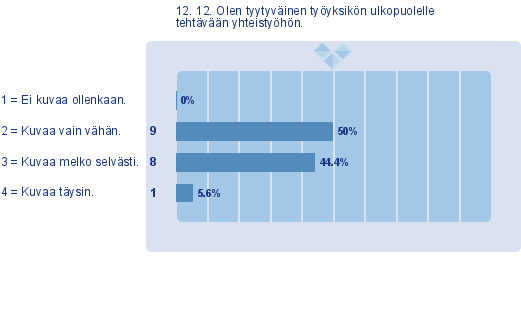 12. 12. Olen tyytyväinen työyksikön ulkopuolelle
tehtävään yhteistyöhön.
1 = Ei kuvaa ollenkaan. 0%
2 = Kuvaa vain vähän. 9 50%
3 = Kuvaa melko selvästi. 8 44.4%
4 = Kuvaa täysin. 1 5.6%